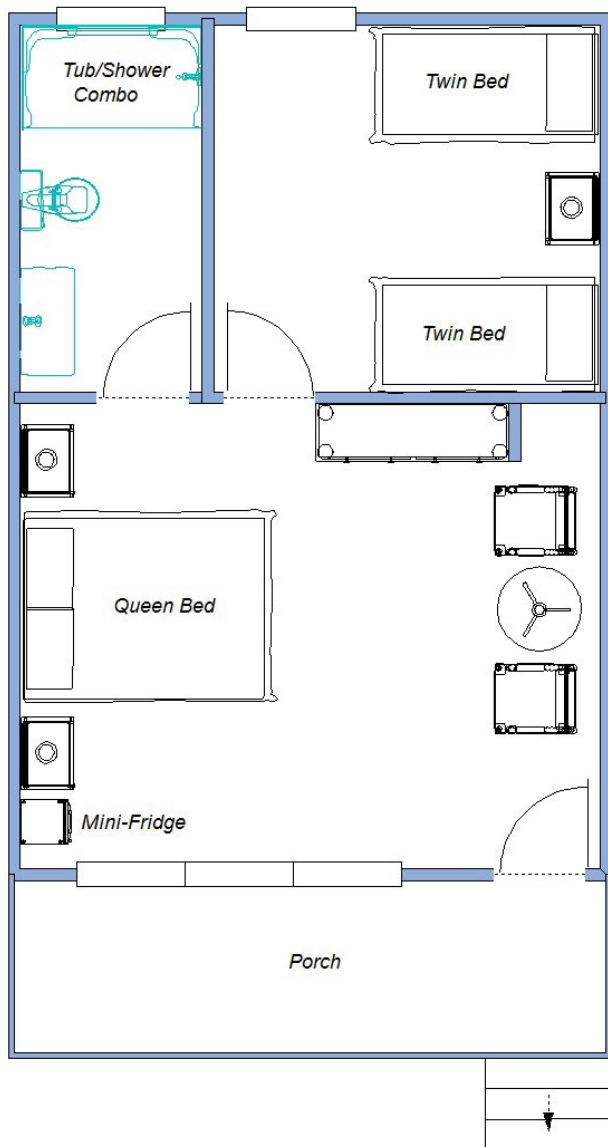 Tub/Shower
Combo
Twin Bed
Twin Bed
Queen Bed
Mini-Fridge
Porch